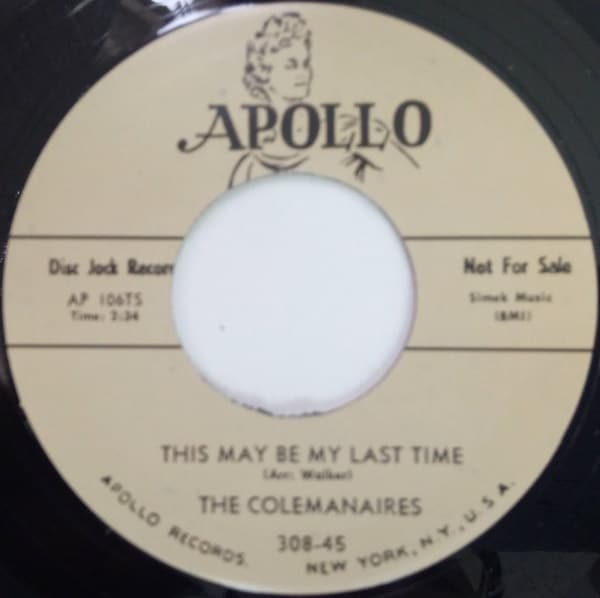 APOLLO
Disc Jock Recor
Not For Sale
AP 106TS
Simek Music
Time: 2:34
(BMI)
THIS MAY BE MY LAST TIME
(Arr: Walker)
THE COLEMANAIRES
308-45
APOLLO RECORDS. NEW YORK, N.Y., U.S.A.